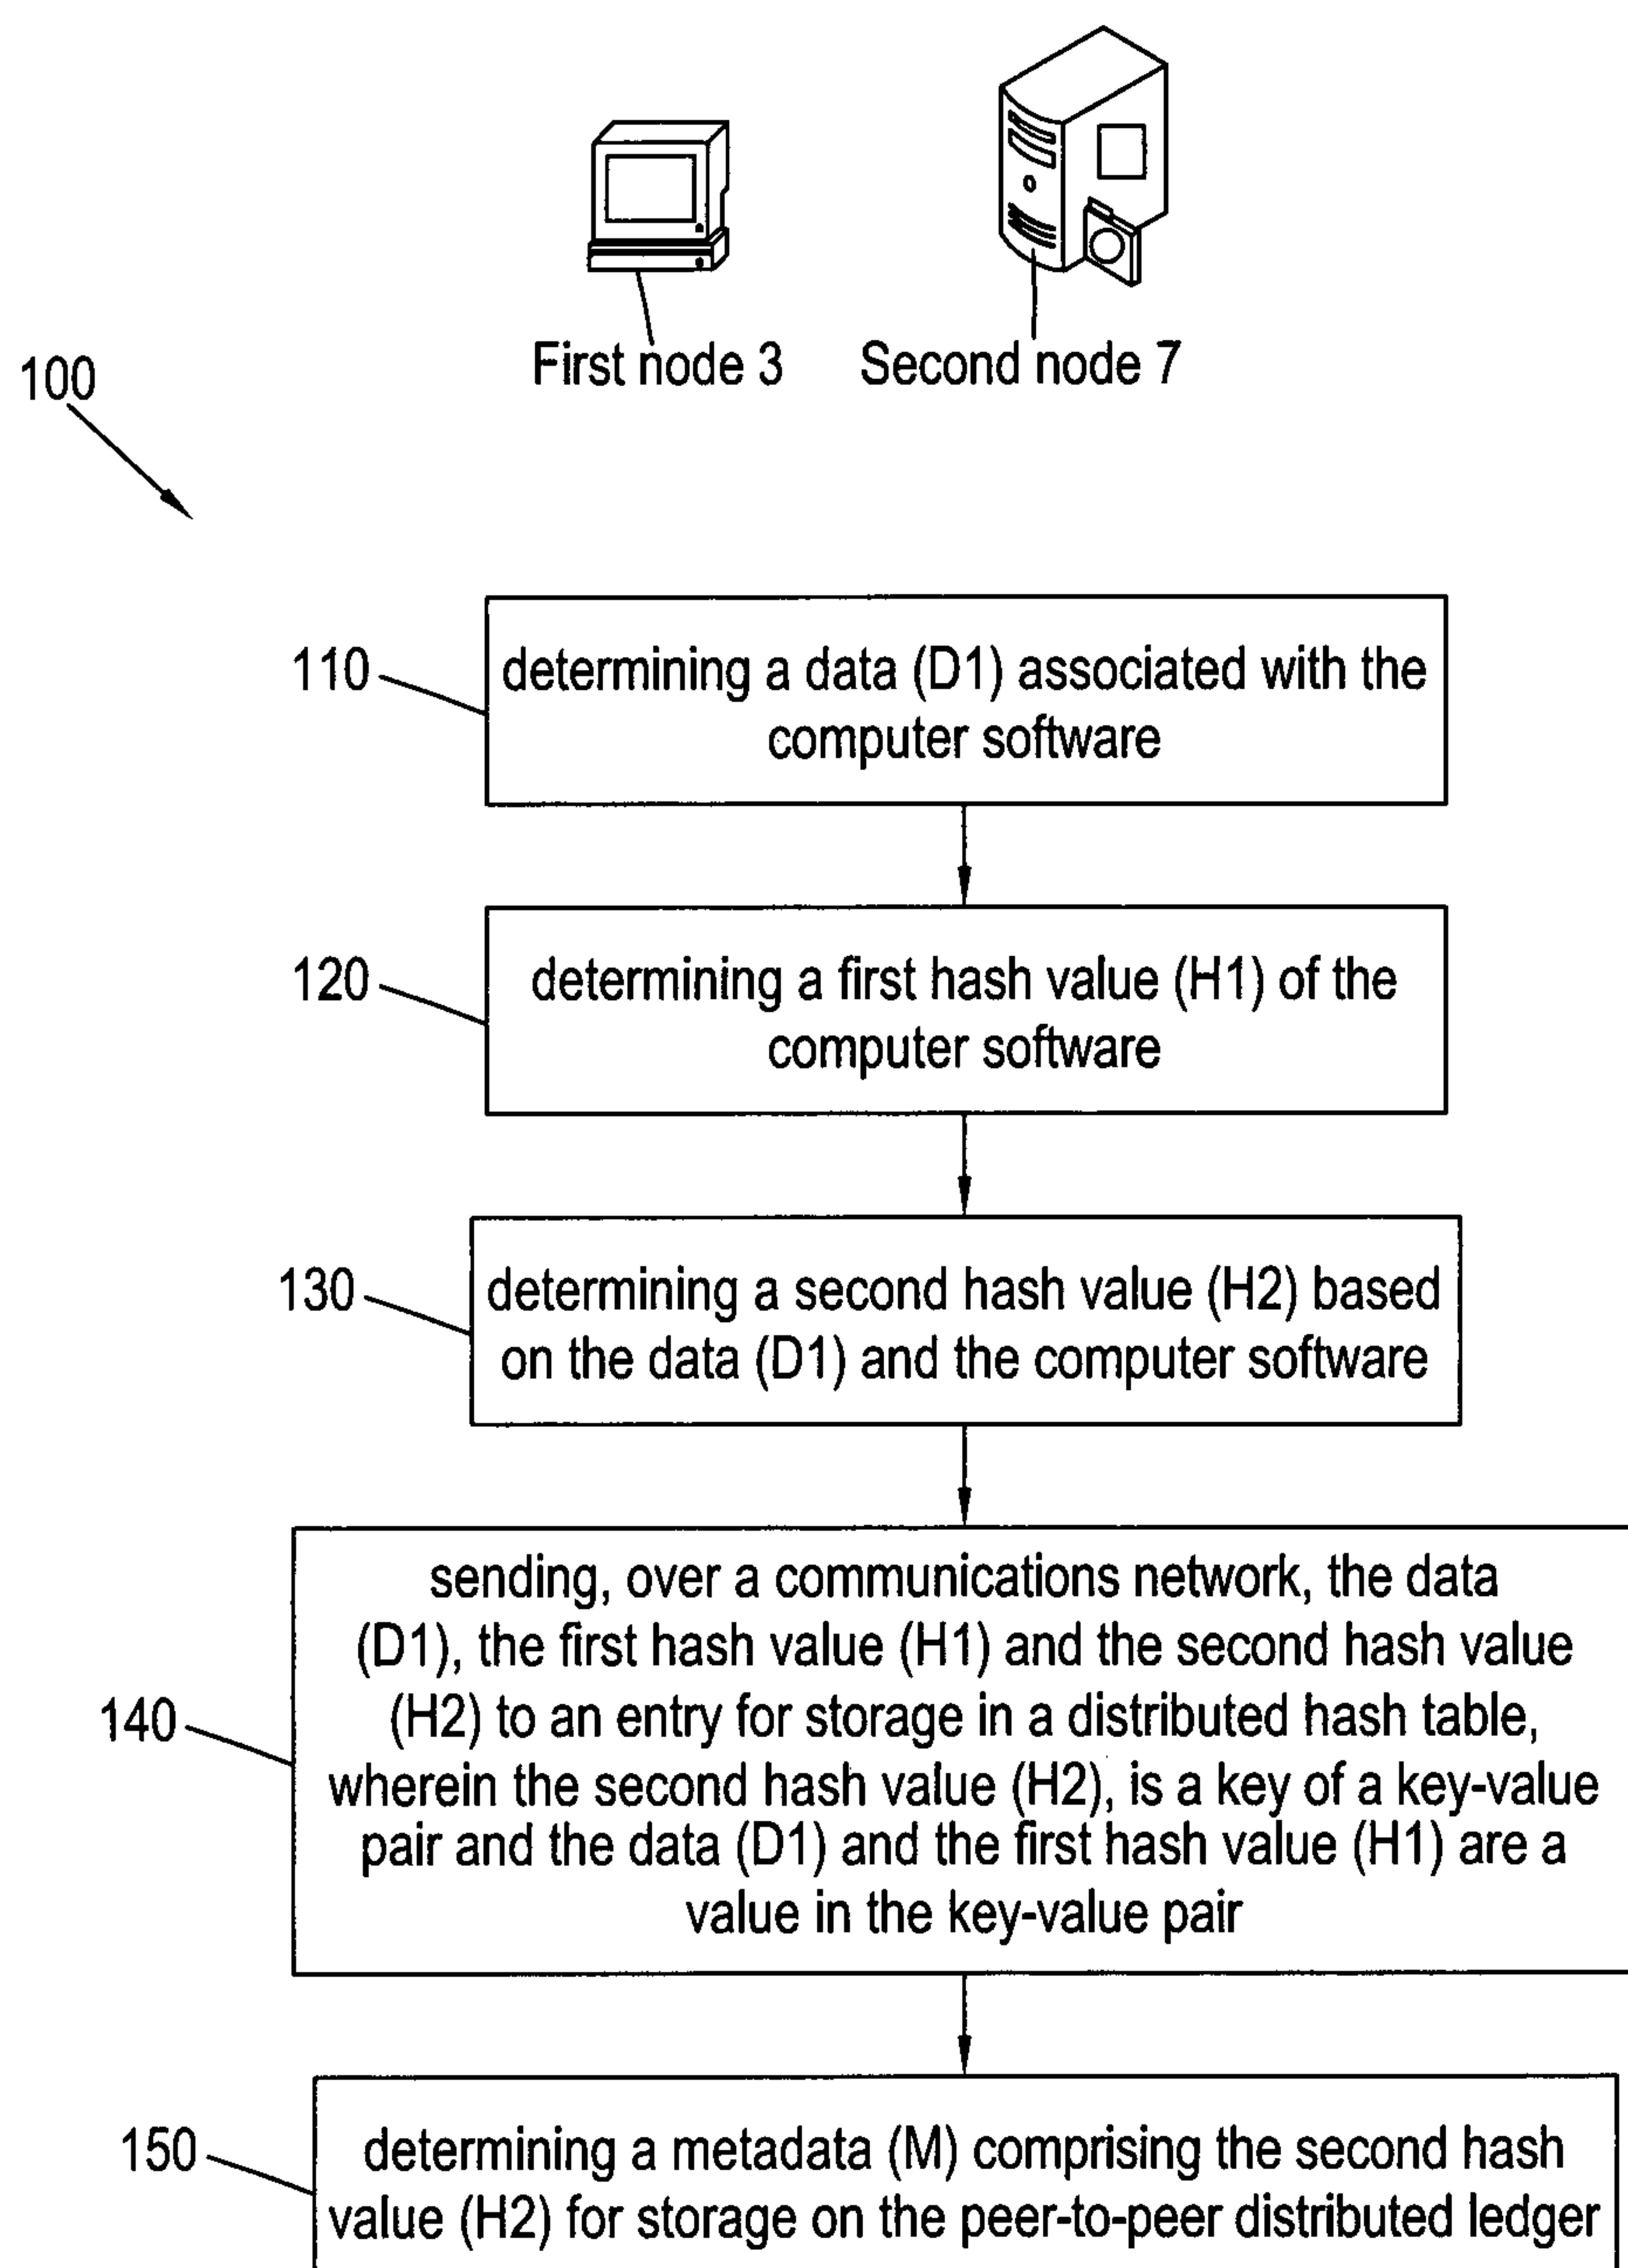 First node 3
Second node 7
100
110
determining a data (D1) associated with the
computer software
120
determining a first hash value (H1) of the
computer software
130
determining a second hash value (H2) based
on the data (D1) and the computer software
140
sending, over a communications network, the data
(D1), the first hash value (H1) and the second hash value
(H2) to an entry for storage in a distributed hash table,
wherein the second hash value (H2), is a key of a key-value
pair and the data (D1) and the first hash value (H1) are a
value in the key-value pair
150
determining a metadata (M) comprising the second hash
value (H2) for storage on the peer-to-peer distributed ledger